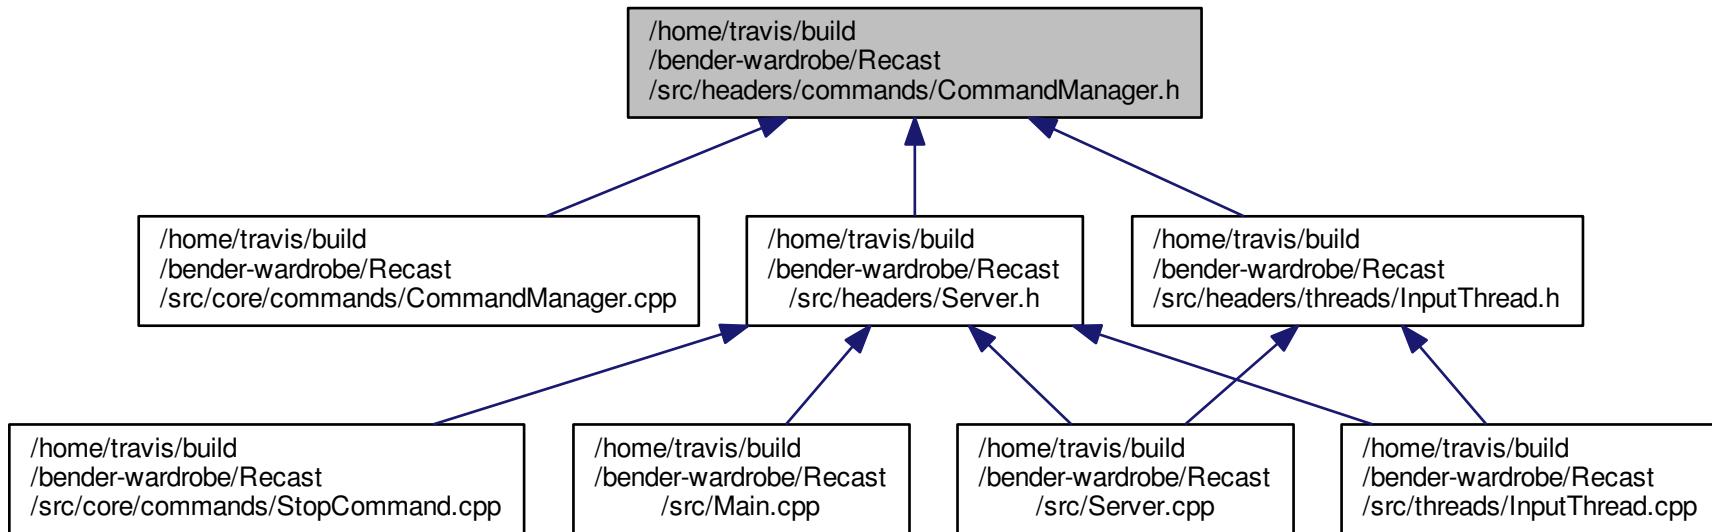 /home/travis/build
/bender-wardrobe/Recast
/src/headers/commands/CommandManager.h
/home/travis/build
/bender-wardrobe/Recast
/src/core/commands/CommandManager.cpp
/home/travis/build
/bender-wardrobe/Recast
/src/headers/Server.h
/home/travis/build
/bender-wardrobe/Recast
/src/headers/threads/InputThread.h
/home/travis/build
/bender-wardrobe/Recast
/src/core/commands/StopCommand.cpp
/home/travis/build
/bender-wardrobe/Recast
/src/Main.cpp
/home/travis/build
/bender-wardrobe/Recast
/src/Server.cpp
/home/travis/build
/bender-wardrobe/Recast
/src/threads/InputThread.cpp